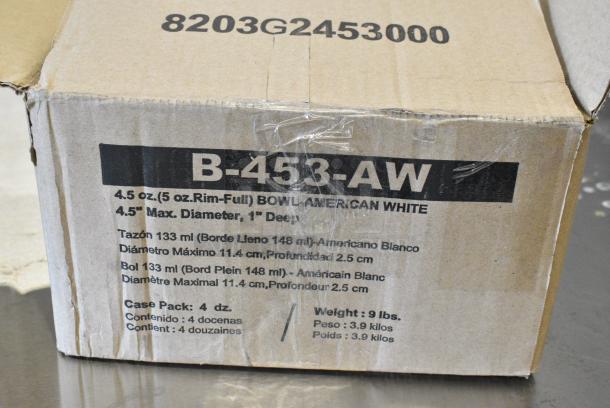 8203G2453000
B-453-AW
4.5 oz.(5 oz.Rim-Full) BOWL-AMERICAN WHITE
4.5" Max. Diameter, 1" Deep
Tazón 133 ml (Borde Lleno 148 ml)-Americano Blanco
Diámetro Máximo 11.4 cm,Profundidad 2.5 cm
Bol 133 ml (Bord Plein 148 ml) - Américain Blanc
Diamètre Maximal 11.4 cm,Profondeur 2.5 cm
Case Pack: 4 dz.
Contenido : 4 docenas
Contient : 4 douzaines
/
Weight : 9 lbs.
Peso : 3.9 kilos
Poids : 3.9 kilos